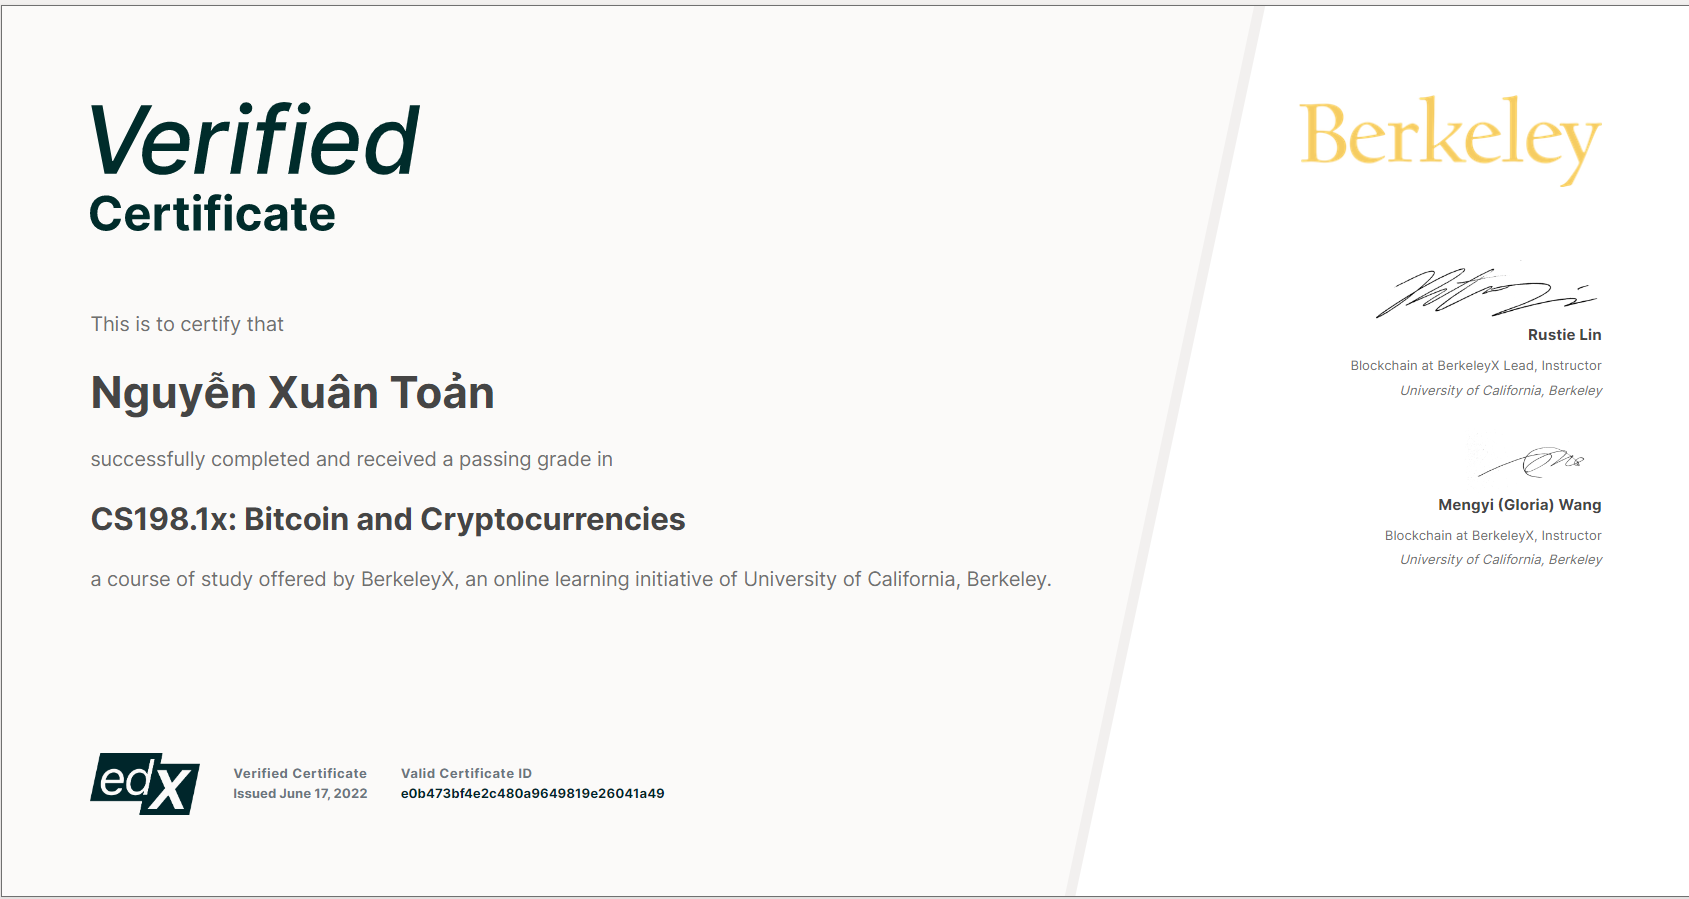 Verified
Certificate
This is to certify that
Nguyễn Xuân Toản
successfully completed and received a passing grade in
CS198.1x: Bitcoin and Cryptocurrencies
a course of study offered by BerkeleyX, an online learning initiative of University of California, Berkeley.
edX
Verified Certificate
Issued June 17, 2022
Valid Certificate ID
e0b473bf4e2c480a9649819e26041a49
Berkeley
Rustie Lin
Blockchain at BerkeleyX Lead, Instructor
University of California, Berkeley
Mengyi (Gloria) Wang
Blockchain at BerkeleyX, Instructor
University of California, Berkeley